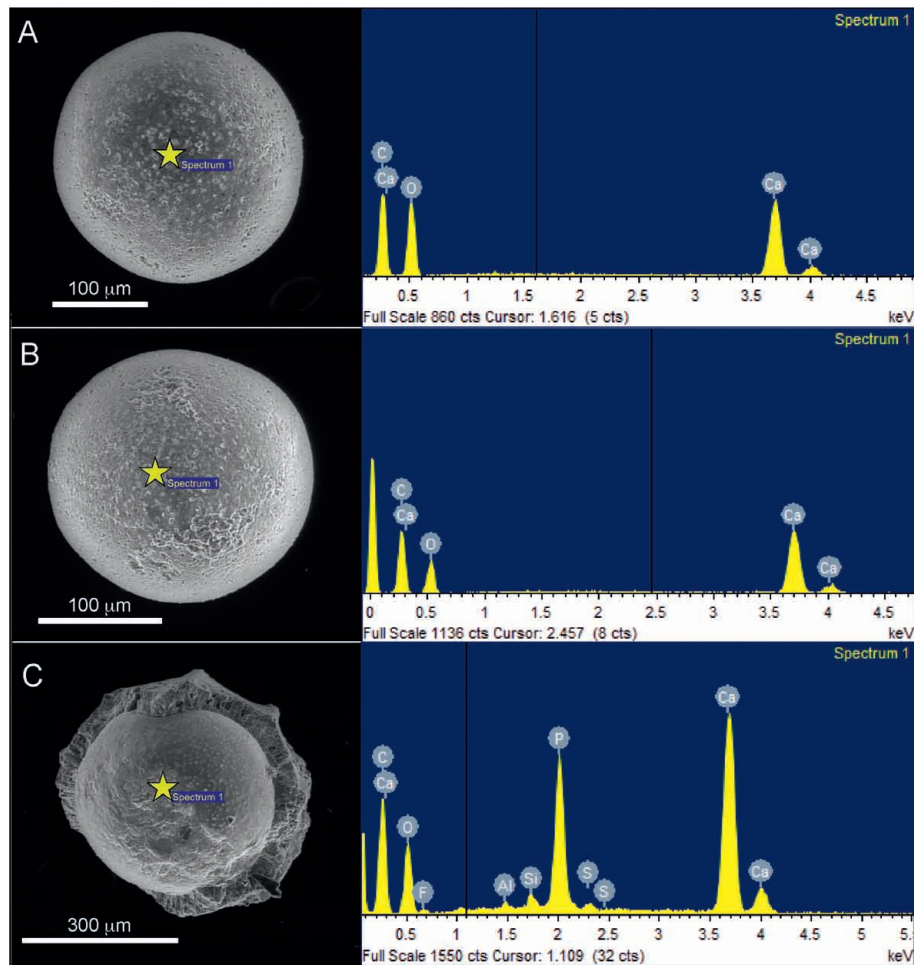 A
Spectrum 1
100 µm
Spectrum 1
C
Ca
O
Ca
Ca
0.5 1 1.5 2 2.5 3 3.5 4 4.5
Full Scale 860 cts Cursor: 1.616 (5 cts) keV
B
Spectrum 1
100 µm
Spectrum 1
C
Ca
O
Ca
Ca
0 0.5 1 1.5 2 2.5 3 3.5 4 4.5
Full Scale 1136 cts Cursor: 2.457 (8 cts) keV
C
Spectrum 1
300 µm
Spectrum 1
Ca
P
C
Ca
O
F
Al
Si
S
S
Ca
0.5 1 1.5 2 2.5 3 3.5 4 4.5 5 5.5
Full Scale 1550 cts Cursor: 1.109 (32 cts) keV